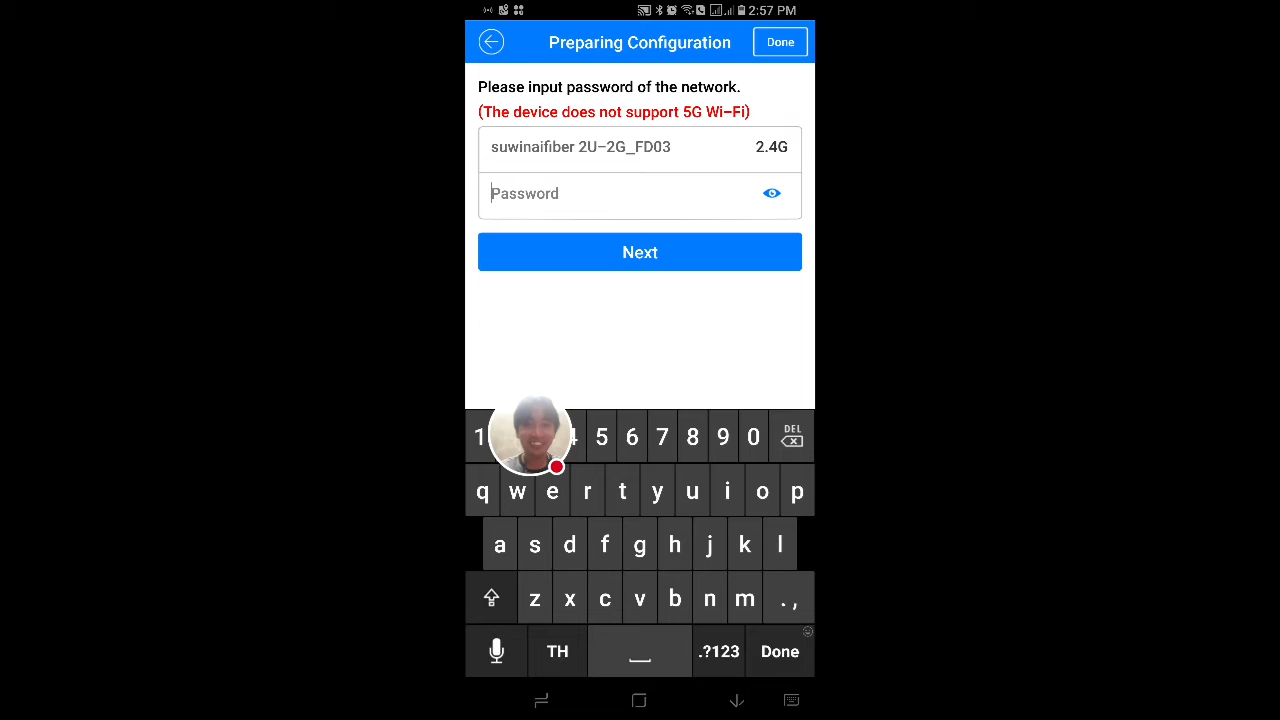 2:57 PM
Preparing Configuration
Done
Please input password of the network.
(The device does not support 5G Wi-Fi)
suwinaifiber 2U-2G_FD03 2.4G
Password
Next
1 4 5 6 7 8 9 0 DEL
q w e r t y u i o p
a s d f g h j k l
z x c v b n m . ,
TH .?123 Done